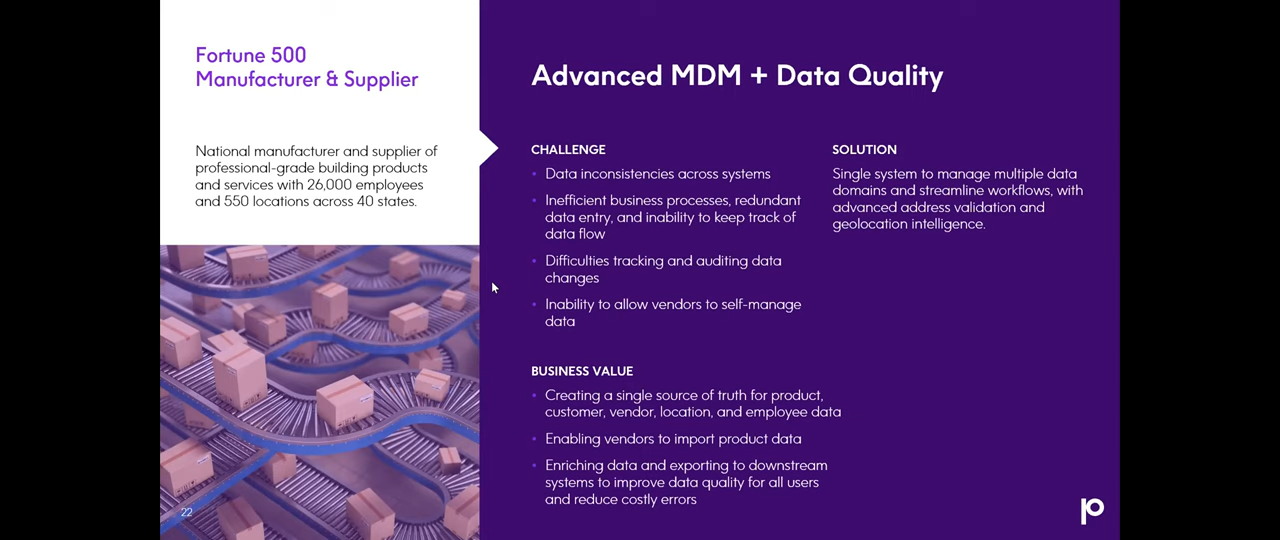 Fortune 500
Manufacturer & Supplier
National manufacturer and supplier of
professional-grade building products
and services with 26,000 employees
and 550 locations across 40 states.
22
Advanced MDM + Data Quality
CHALLENGE
• Data inconsistencies across systems
• Inefficient business processes, redundant
data entry, and inability to keep track of
data flow
• Difficulties tracking and auditing data
changes
• Inability to allow vendors to self-manage
data
SOLUTION
Single system to manage multiple data
domains and streamline workflows, with
advanced address validation and
geolocation intelligence.
BUSINESS VALUE
• Creating a single source of truth for product,
customer, vendor, location, and employee data
• Enabling vendors to import product data
• Enriching data and exporting to downstream
systems to improve data quality for all users
and reduce costly errors